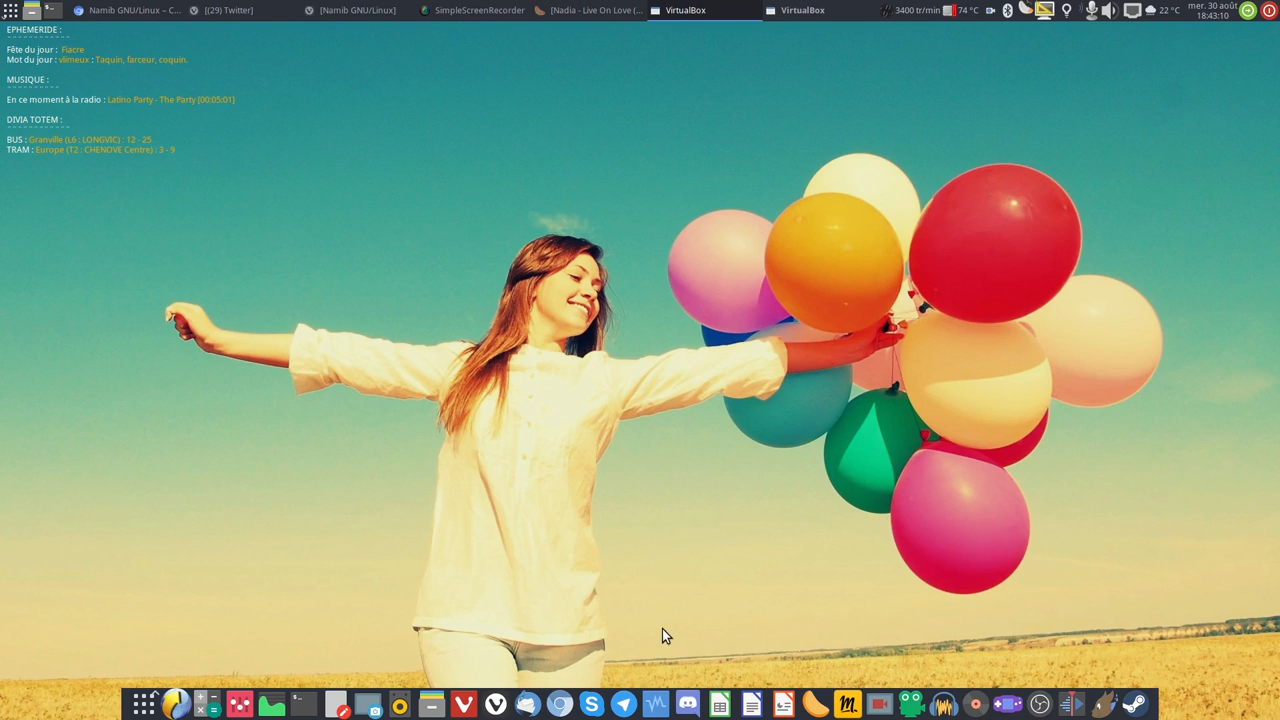 Namib GNU/Linux – C...
[(29) Twitter]
[Namib GNU/Linux]
SimpleScreenRecorder
[Nadia - Live On Love (...
VirtualBox
VirtualBox
3400 tr/min
74 °C
22 °C
mer. 30 août
18:43:10
EPHEMERIDE :
Fête du jour : Fiacre
Mot du jour : vlimeux : Taquin, farceur, coquin.
MUSIQUE :
En ce moment à la radio : Latino Party - The Party [00:05:01]
DIVIA TOTEM :
BUS : Granville (L6 : LONGVIC) : 12 - 25
TRAM : Europe (T2 : CHENOVE Centre) : 3 - 9